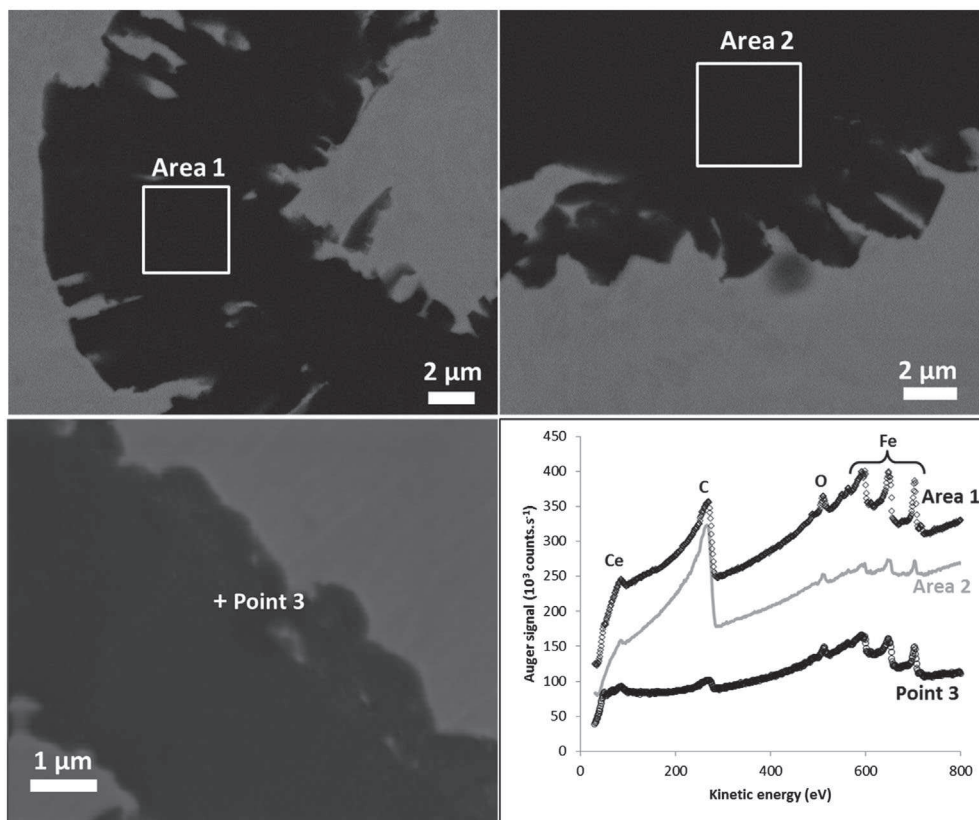 Area 1
2 µm
Area 2
2 µm
+ Point 3
1 µm
450
400
350
300
250
200
150
100
50
0
Auger signal (10³ counts.s⁻¹)
Ce
C
O
Fe
Area 1
Area 2
Point 3
0 200 400 600 800
Kinetic energy (eV)